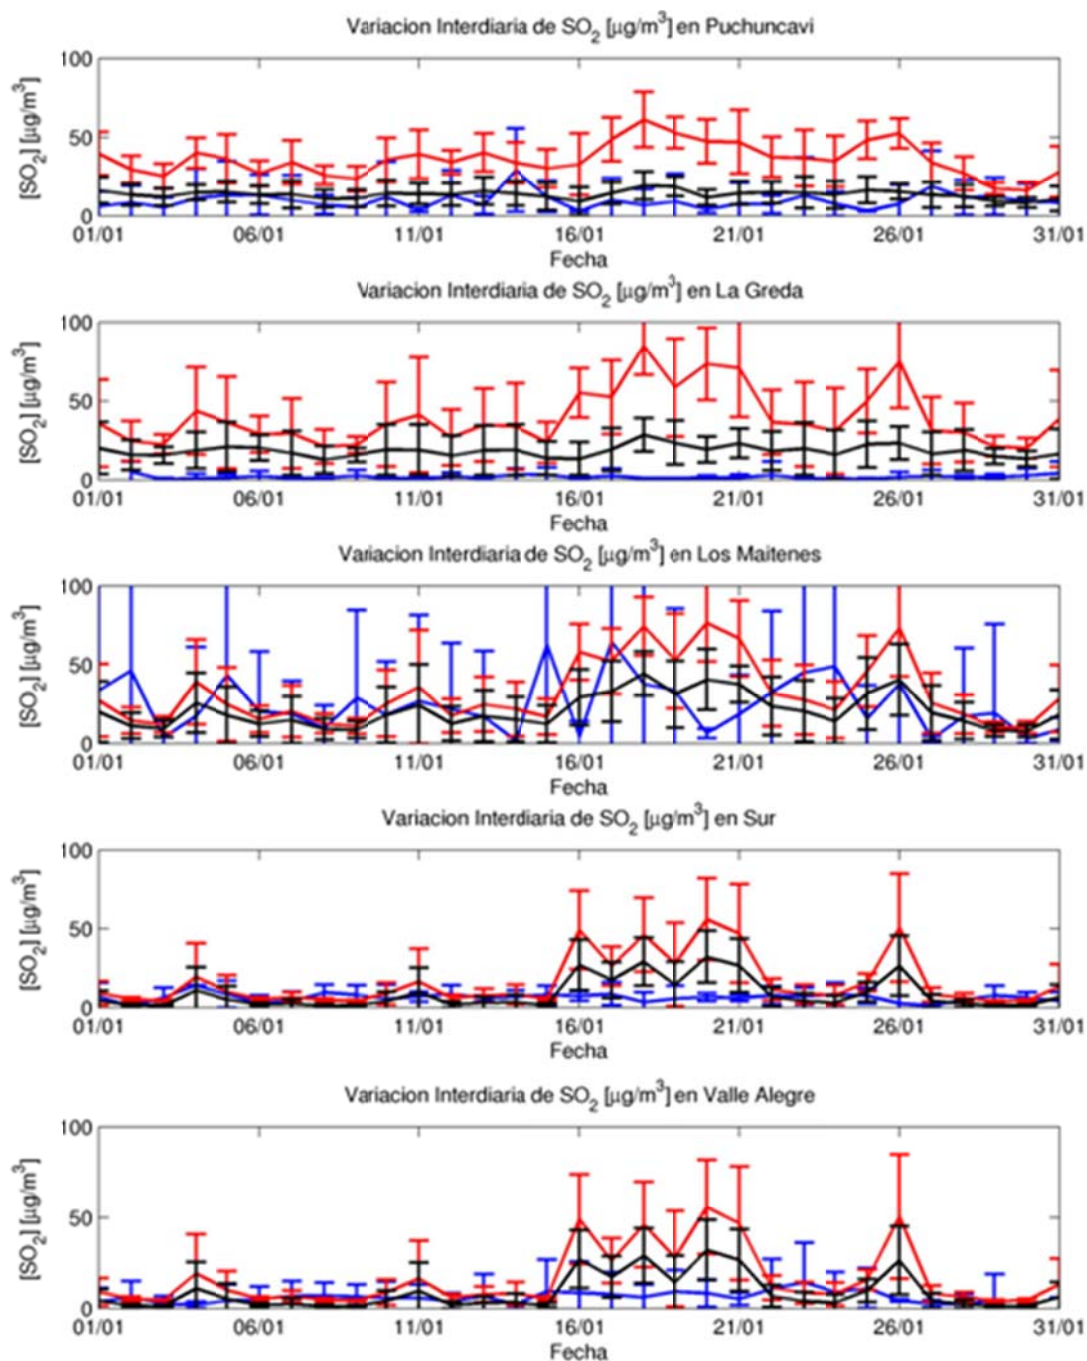 Variacion Interdiaria de SO2 [µg/m3] en Puchuncavi
[SO2] [µg/m3]
100
50
0
01/01 06/01 11/01 16/01 21/01 26/01 31/01
Fecha
Variacion Interdiaria de SO2 [µg/m3] en La Greda
[SO2] [µg/m3]
100
50
0
01/01 06/01 11/01 16/01 21/01 26/01 31/01
Fecha
Variacion Interdiaria de SO2 [µg/m3] en Los Maitenes
[SO2] [µg/m3]
100
50
0
01/01 06/01 11/01 16/01 21/01 26/01 31/01
Fecha
Variacion Interdiaria de SO2 [µg/m3] en Sur
[SO2] [µg/m3]
100
50
0
01/01 06/01 11/01 16/01 21/01 26/01 31/01
Fecha
Variacion Interdiaria de SO2 [µg/m3] en Valle Alegre
[SO2] [µg/m3]
100
50
0
01/01 06/01 11/01 16/01 21/01 26/01 31/01
Fecha